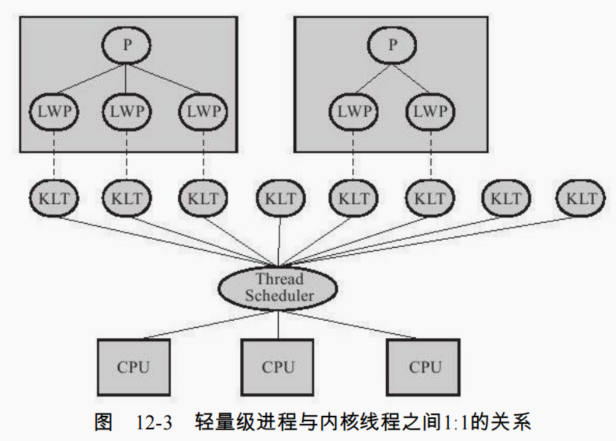 P P
LWP LWP LWP LWP LWP
KLT KLT KLT KLT KLT KLT KLT KLT
Thread
Scheduler
CPU CPU CPU
图 12-3 轻量级进程与内核线程之间1:1的关系